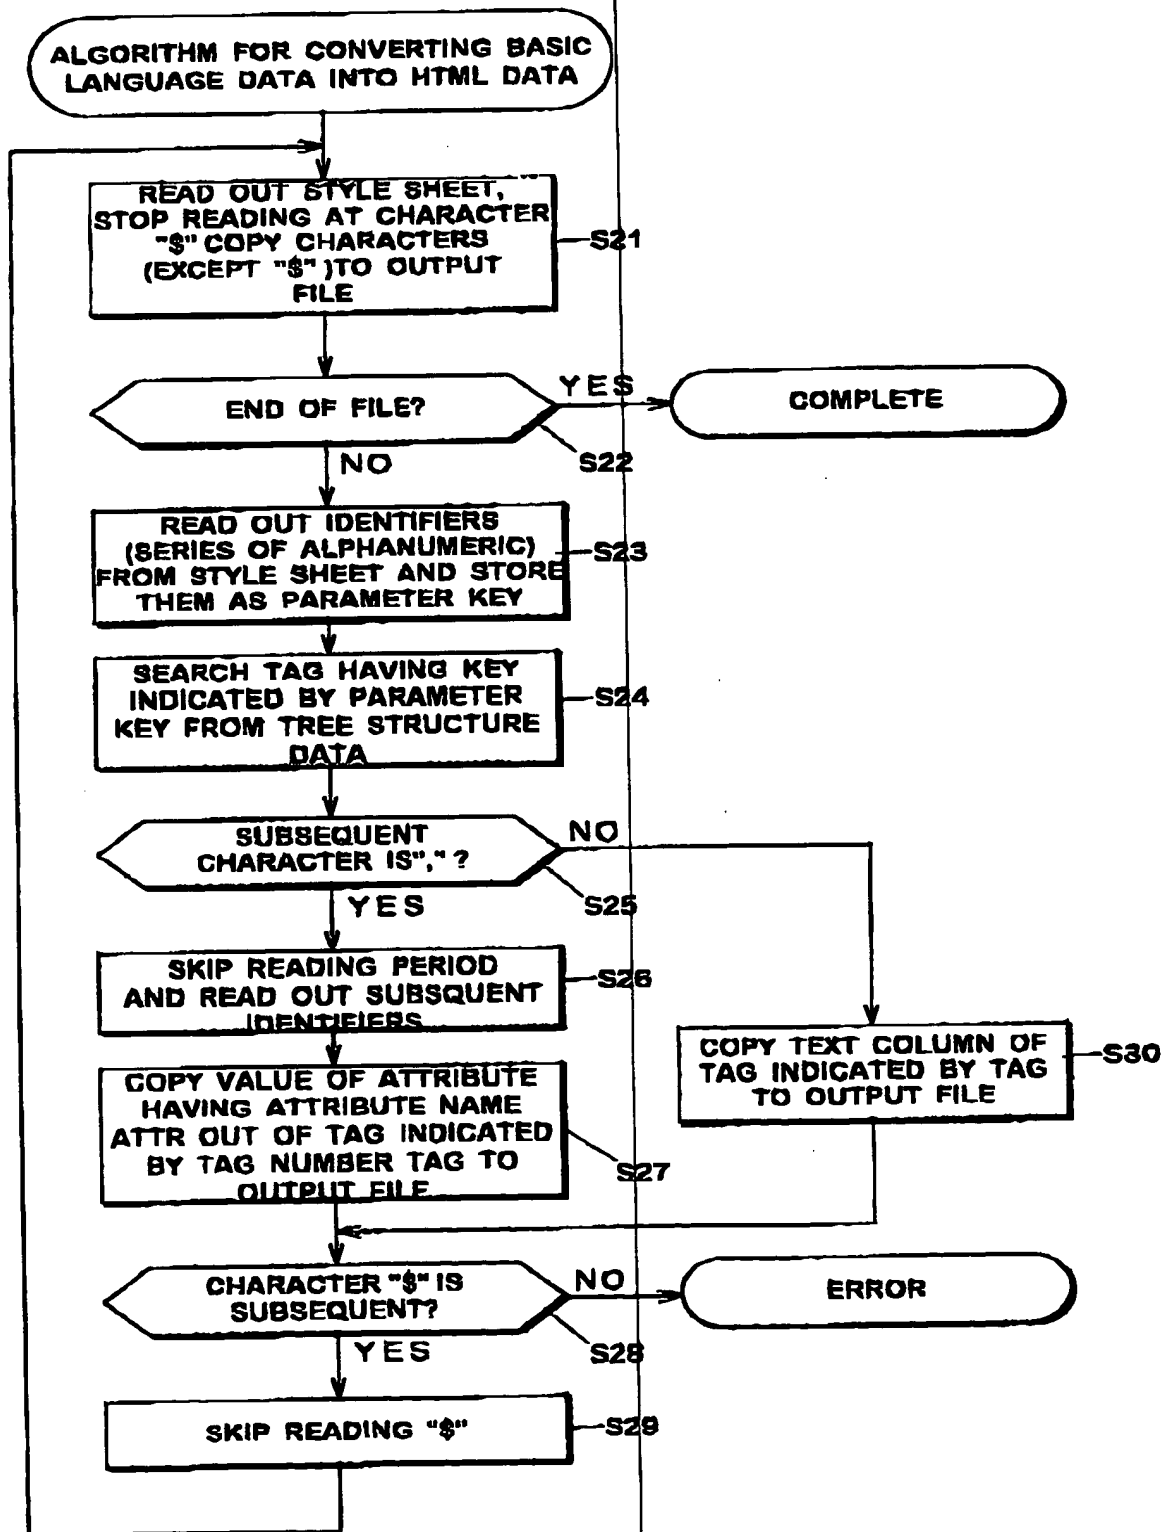 ALGORITHM FOR CONVERTING BASIC
LANGUAGE DATA INTO HTML DATA
READ OUT STYLE SHEET,
STOP READING AT CHARACTER
"$" COPY CHARACTERS
(EXCEPT "$" )TO OUTPUT
FILE
S21
END OF FILE?
YES
COMPLETE
S22
NO
READ OUT IDENTIFIERS
(SERIES OF ALPHANUMERIC)
FROM STYLE SHEET AND STORE
THEM AS PARAMETER KEY
S23
SEARCH TAG HAVING KEY
INDICATED BY PARAMETER
KEY FROM TREE STRUCTURE
DATA
S24
SUBSEQUENT
CHARACTER IS"," ?
NO
S25
YES
SKIP READING PERIOD
AND READ OUT SUBSQUENT
IDENTIFIERS
S26
COPY TEXT COLUMN OF
TAG INDICATED BY TAG
TO OUTPUT FILE
S30
COPY VALUE OF ATTRIBUTE
HAVING ATTRIBUTE NAME
ATTR OUT OF TAG INDICATED
BY TAG NUMBER TAG TO
OUTPUT FILE
S27
CHARACTER "$" IS
SUBSEQUENT?
NO
ERROR
S28
YES
SKIP READING "$"
S29